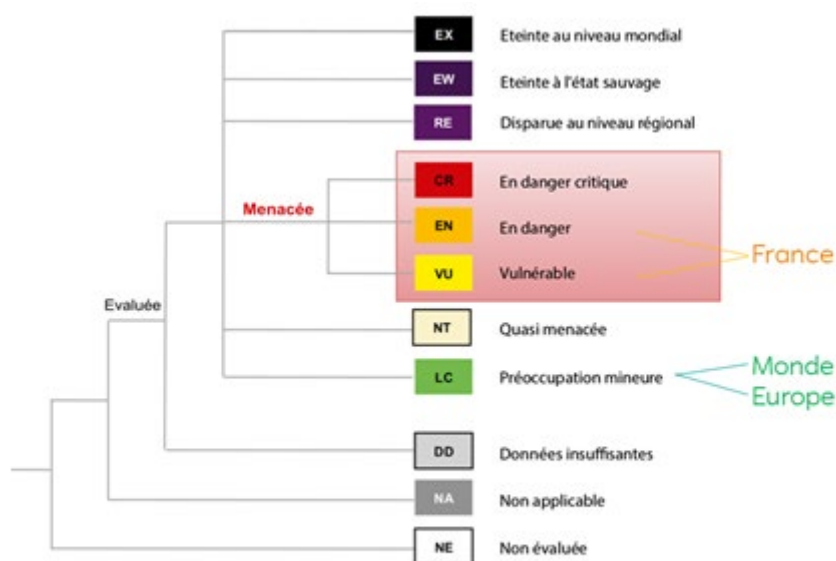 EX Eteinte au niveau mondial
EW Eteinte à l'état sauvage
RE Disparue au niveau régional
CR En danger critique
Menacée
EN En danger
France
VU Vulnérable
Evaluée
NT Quasi menacée
LC Préoccupation mineure
Monde
Europe
DD Données insuffisantes
NA Non applicable
NE Non évaluée